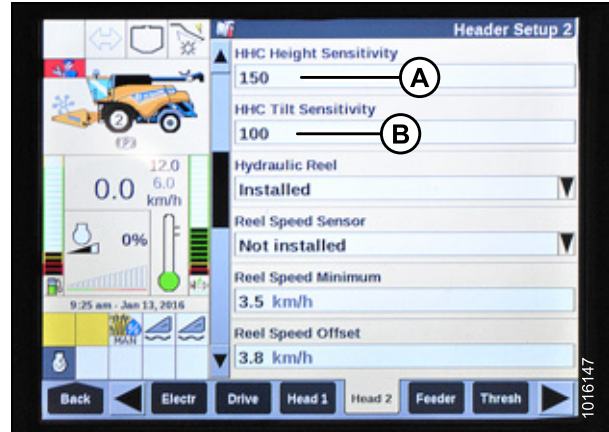 Header Setup 2
HHC Height Sensitivity
150
A
HHC Tilt Sensitivity
100
B
Hydraulic Reel
Installed
Reel Speed Sensor
Not installed
Reel Speed Minimum
3.5 km/h
Reel Speed Offset
3.8 km/h
2
(P)
12.0
6.0
0.0 km/h
0%
9:25 am - Jan 13, 2016
MAN
Back
Electr
Drive
Head 1
Head 2
Feeder
Thresh
1016147